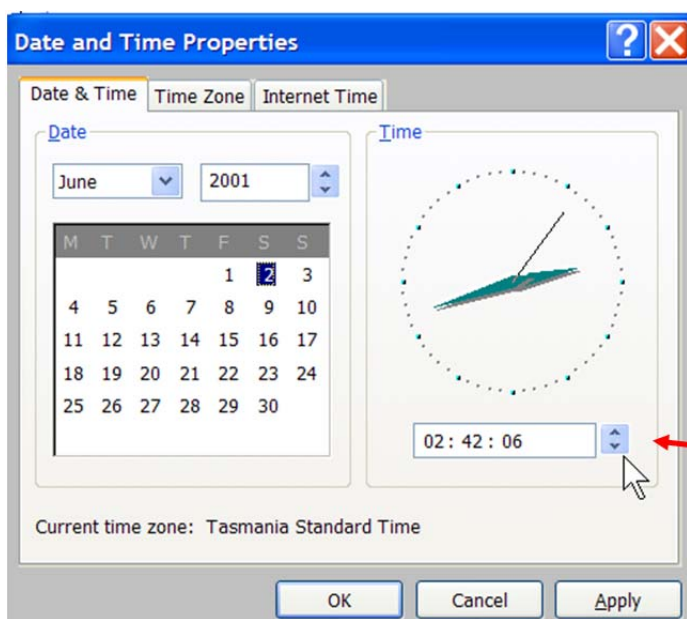 Date and Time Properties
Date & Time Time Zone Internet Time
Date
June 2001
M T W T F S S
1 2 3
4 5 6 7 8 9 10
11 12 13 14 15 16 17
18 19 20 21 22 23 24
25 26 27 28 29 30
Time
02: 42: 06
Current time zone: Tasmania Standard Time
OK Cancel Apply